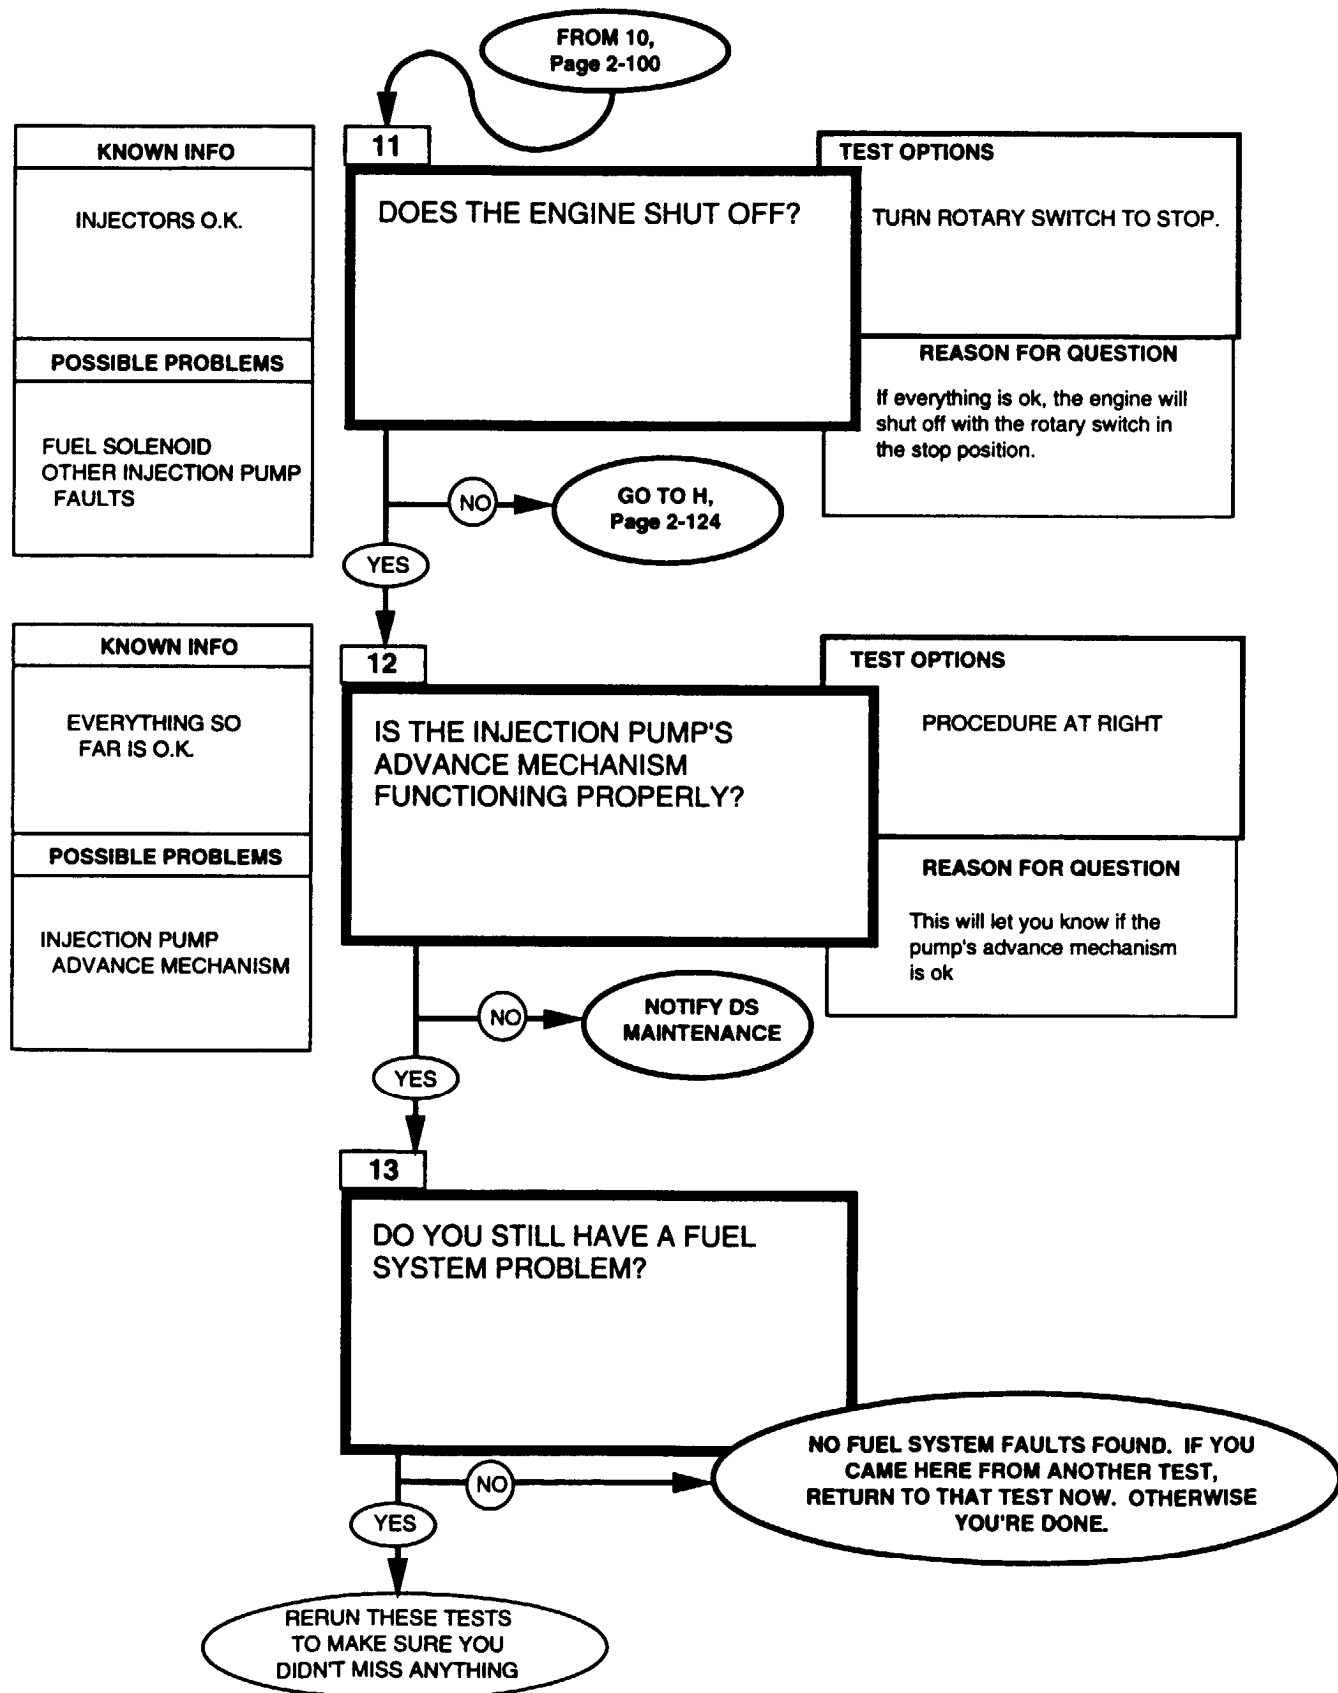 FROM 10,
Page 2-100
KNOWN INFO
INJECTORS O.K.
POSSIBLE PROBLEMS
FUEL SOLENOID
OTHER INJECTION PUMP
FAULTS
11
DOES THE ENGINE SHUT OFF?
TEST OPTIONS
TURN ROTARY SWITCH TO STOP.
REASON FOR QUESTION
If everything is ok, the engine will
shut off with the rotary switch in
the stop position.
NO
GO TO H,
Page 2-124
YES
KNOWN INFO
EVERYTHING SO
FAR IS O.K.
POSSIBLE PROBLEMS
INJECTION PUMP
ADVANCE MECHANISM
12
IS THE INJECTION PUMP'S
ADVANCE MECHANISM
FUNCTIONING PROPERLY?
TEST OPTIONS
PROCEDURE AT RIGHT
REASON FOR QUESTION
This will let you know if the
pump's advance mechanism
is ok
NO
NOTIFY DS
MAINTENANCE
YES
13
DO YOU STILL HAVE A FUEL
SYSTEM PROBLEM?
NO
NO FUEL SYSTEM FAULTS FOUND. IF YOU
CAME HERE FROM ANOTHER TEST,
RETURN TO THAT TEST NOW. OTHERWISE
YOU'RE DONE.
YES
RERUN THESE TESTS
TO MAKE SURE YOU
DIDN'T MISS ANYTHING